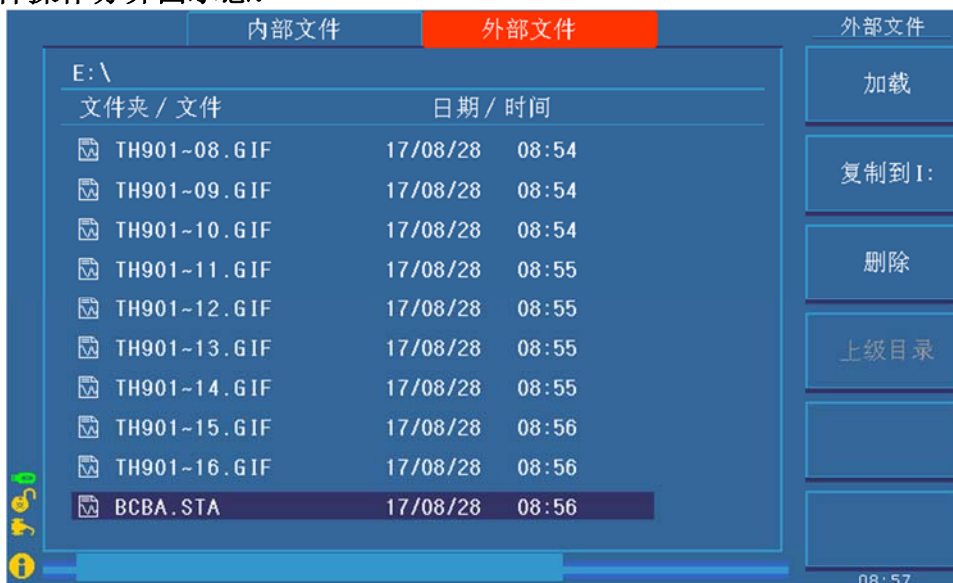 内部文件 外部文件 外部文件
E:\
文件夹 / 文件 日期 / 时间
TH901~08.GIF 17/08/28 08:54
TH901~09.GIF 17/08/28 08:54
TH901~10.GIF 17/08/28 08:54
TH901~11.GIF 17/08/28 08:55
TH901~12.GIF 17/08/28 08:55
TH901~13.GIF 17/08/28 08:55
TH901~14.GIF 17/08/28 08:55
TH901~15.GIF 17/08/28 08:56
TH901~16.GIF 17/08/28 08:56
BCBA.STA 17/08/28 08:56
加载
复制到I:
删除
上级目录
08:57